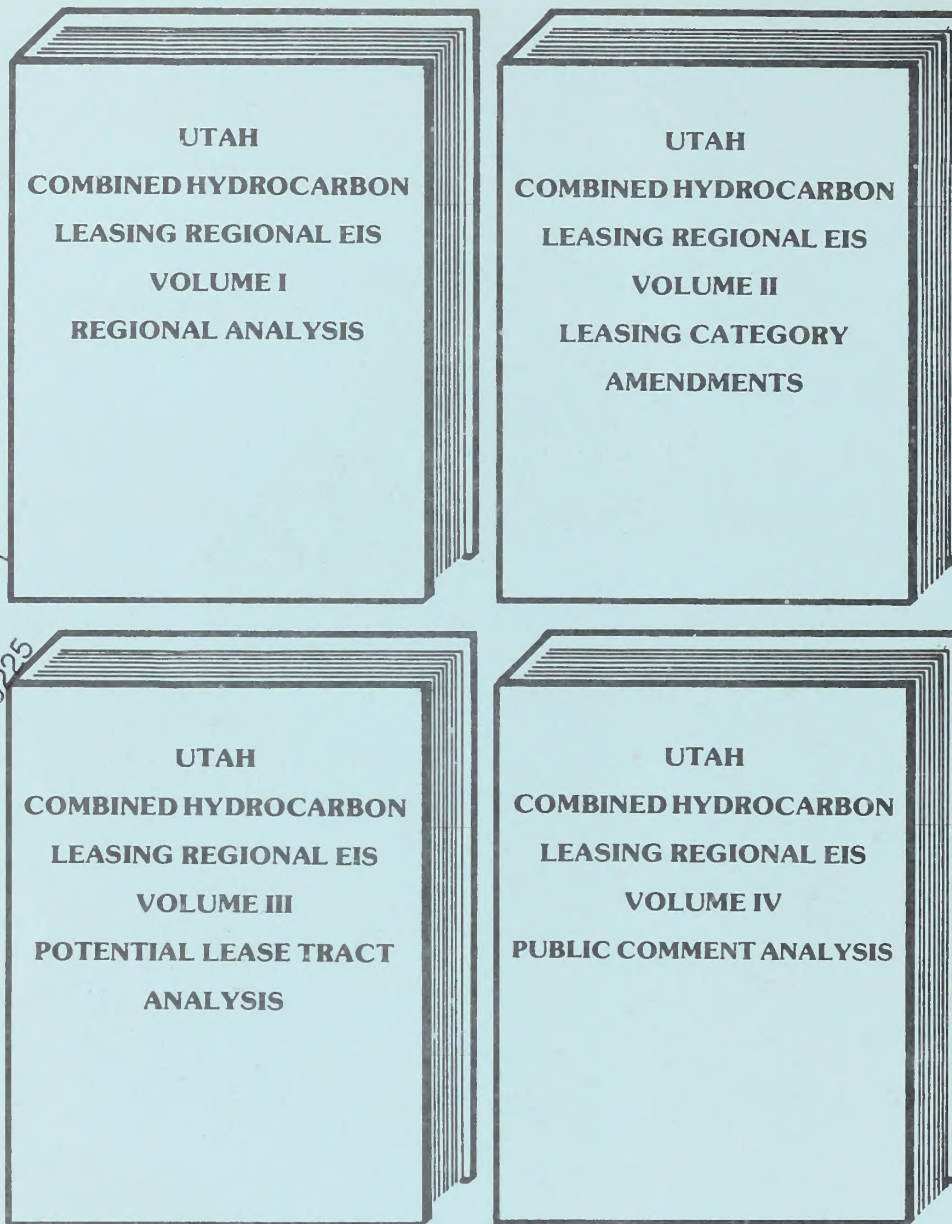 UTAH
COMBINED HYDROCARBON
LEASING REGIONAL EIS
VOLUME I
REGIONAL ANALYSIS
UTAH
COMBINED HYDROCARBON
LEASING REGIONAL EIS
VOLUME II
LEASING CATEGORY
AMENDMENTS
UTAH
COMBINED HYDROCARBON
LEASING REGIONAL EIS
VOLUME III
POTENTIAL LEASE TRACT
ANALYSIS
UTAH
COMBINED HYDROCARBON
LEASING REGIONAL EIS
VOLUME IV
PUBLIC COMMENT ANALYSIS